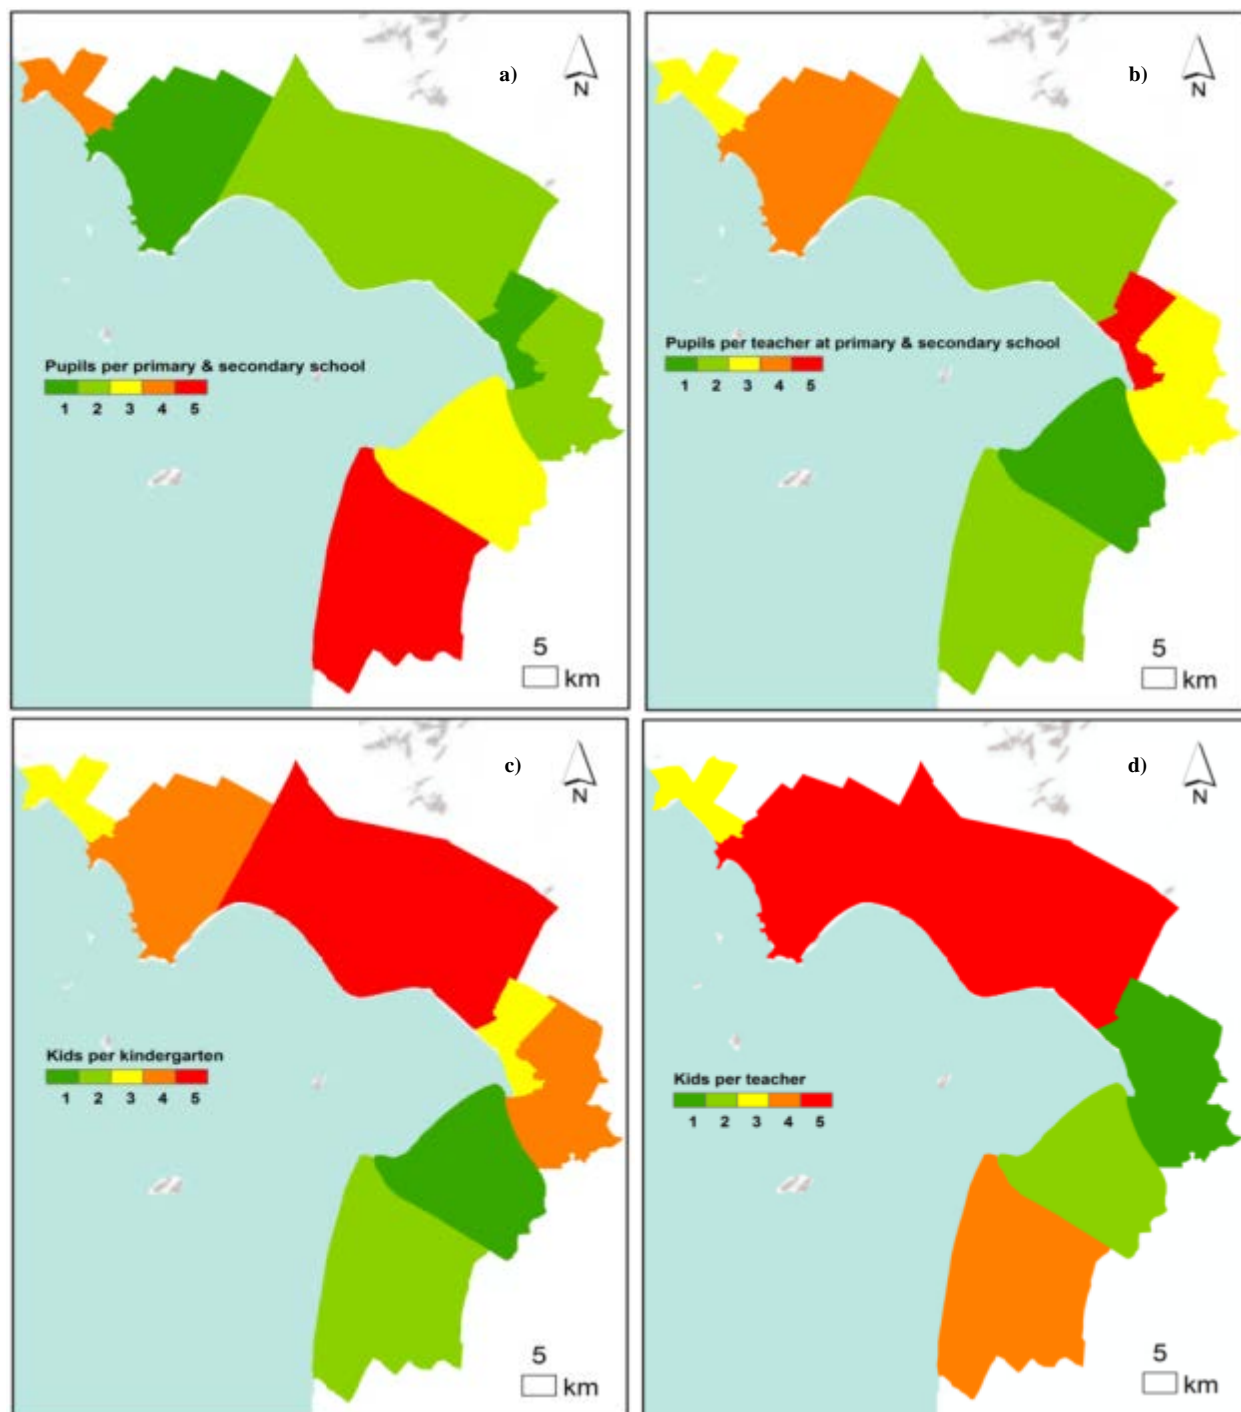 a)
N
Pupils per primary & secondary school
1 2 3 4 5
5
km
b)
N
Pupils per teacher at primary & secondary school
1 2 3 4 5
5
km
c)
N
Kids per kindergarten
1 2 3 4 5
5
km
d)
N
Kids per teacher
1 2 3 4 5
5
km